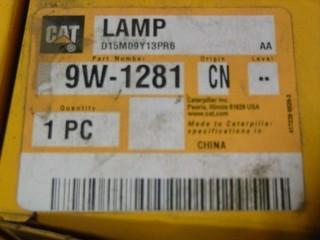 CAT LAMP
D15M09Y13PR6 AA
Part Number Origin Level
9W-1281 CN --
Quantity
1 PC
Caterpillar Inc.
Peoria, Illinois 61629 USA
www.cat.com
Made to Caterpillar
specifications in
CHINA